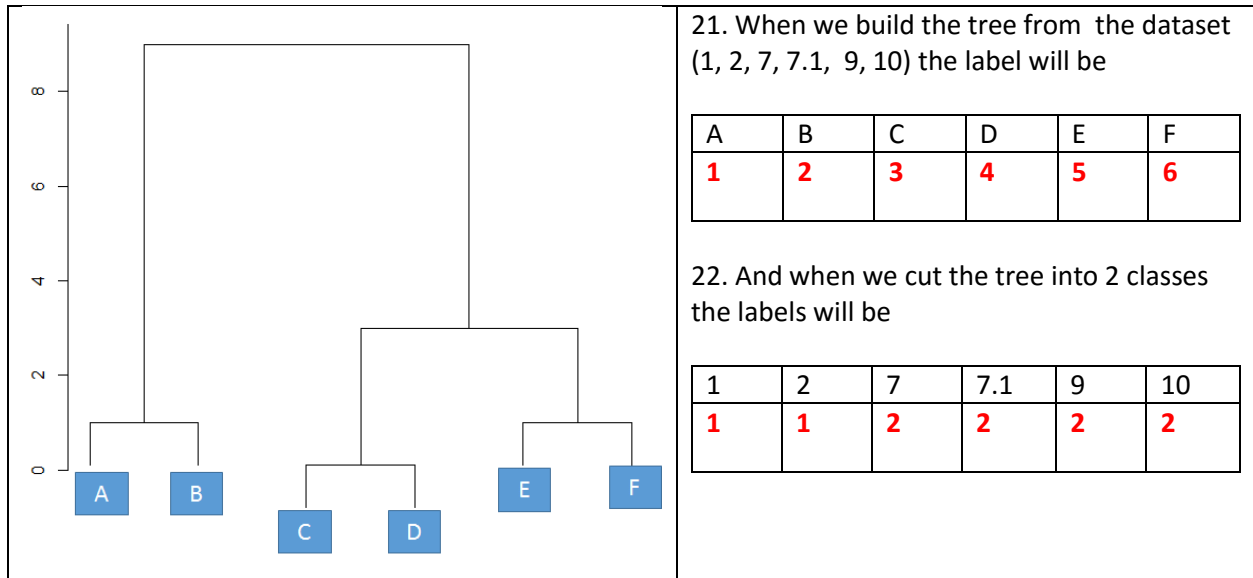 8
6
4
2
0
A B C D E F
21. When we build the tree from the dataset
(1, 2, 7, 7.1, 9, 10) the label will be
A B C D E F
1 2 3 4 5 6
22. And when we cut the tree into 2 classes
the labels will be
1 2 7 7.1 9 10
1 1 2 2 2 2